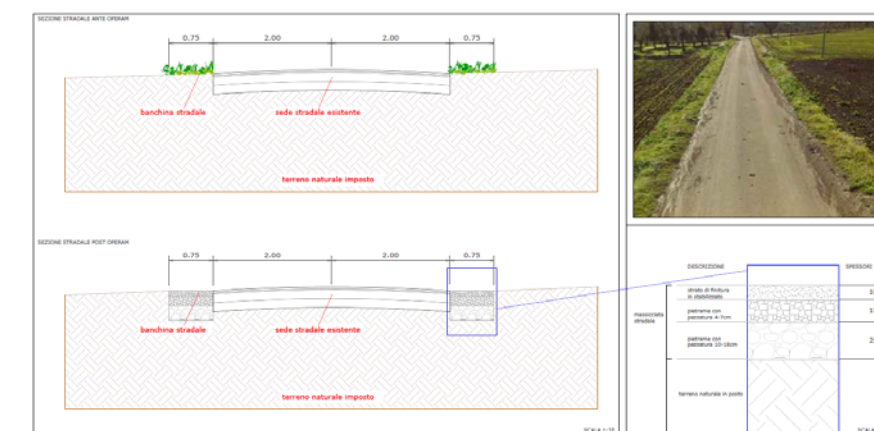 SEZIONE STRADALE ANTE OPERAM
0.75 2.00 2.00 0.75
banchina stradale
sede stradale esistente
terreno naturale imposto
SEZIONE STRADALE POST OPERAM
0.75 2.00 2.00 0.75
banchina stradale
sede stradale esistente
terreno naturale imposto
DESCRIZIONE
SPESSORI
massicciata
stradale
strato di finitura
in stabilizzato
pietrame con
pezzatura 4-7cm
pietrame con
pezzatura 10-18cm
terreno naturale in posto